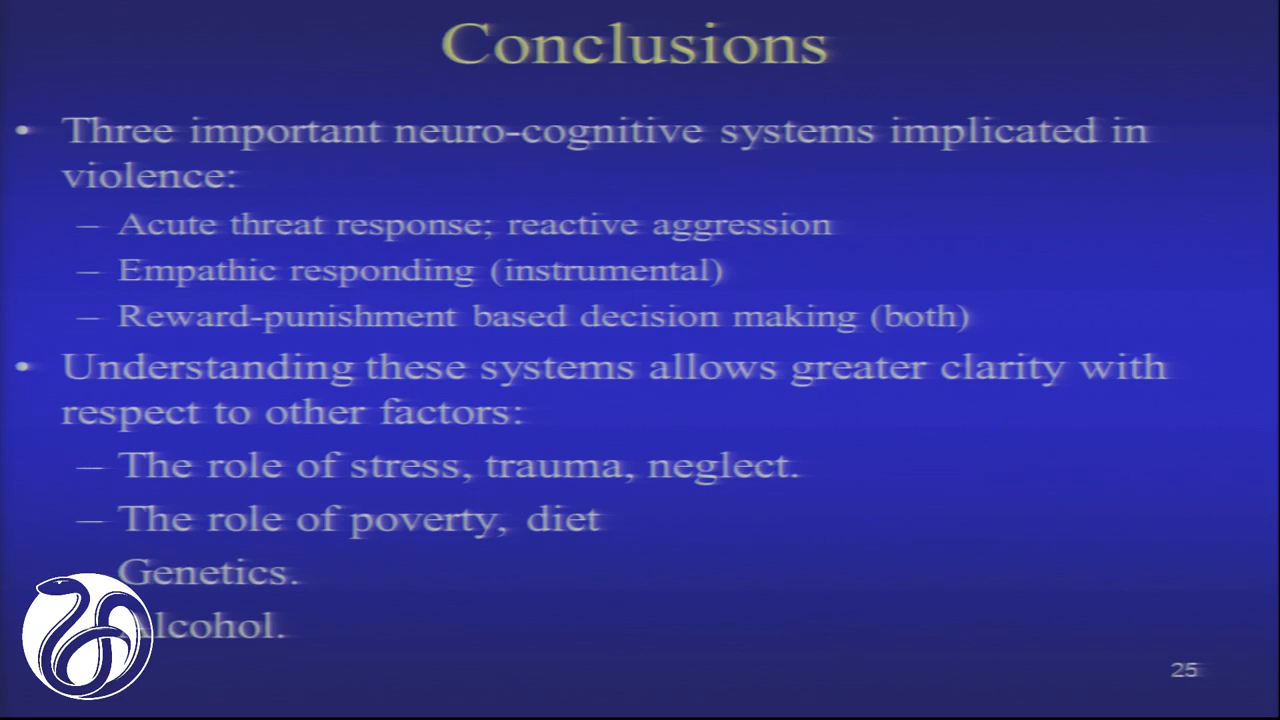 Conclusions
• Three important neuro-cognitive systems implicated in
violence:
– Acute threat response; reactive aggression
– Empathic responding (instrumental)
– Reward-punishment based decision making (both)
• Understanding these systems allows greater clarity with
respect to other factors:
– The role of stress, trauma, neglect.
– The role of poverty, diet
Genetics.
Alcohol.
25